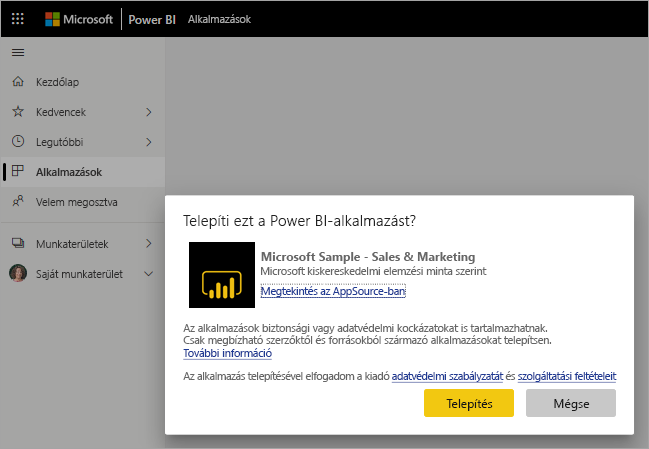 Microsoft Power BI Alkalmazások
Kezdőlap
Kedvencek
Legutóbbi
Alkalmazások
Velem megosztva
Munkaterületek
Saját munkaterület
Telepíti ezt a Power BI-alkalmazást?
Microsoft Sample - Sales & Marketing
Microsoft kiskereskedelmi elemzési minta szerint
Megtekintés az AppSource-ban
Az alkalmazások biztonsági vagy adatvédelmi kockázatokat is tartalmazhatnak.
Csak megbízható szerzőktől és forrásokból származó alkalmazásokat telepítsen.
További információ
Az alkalmazás telepítésével elfogadom a kiadó adatvédelmi szabályzatát és szolgáltatási feltételeit
Telepítés Mégse